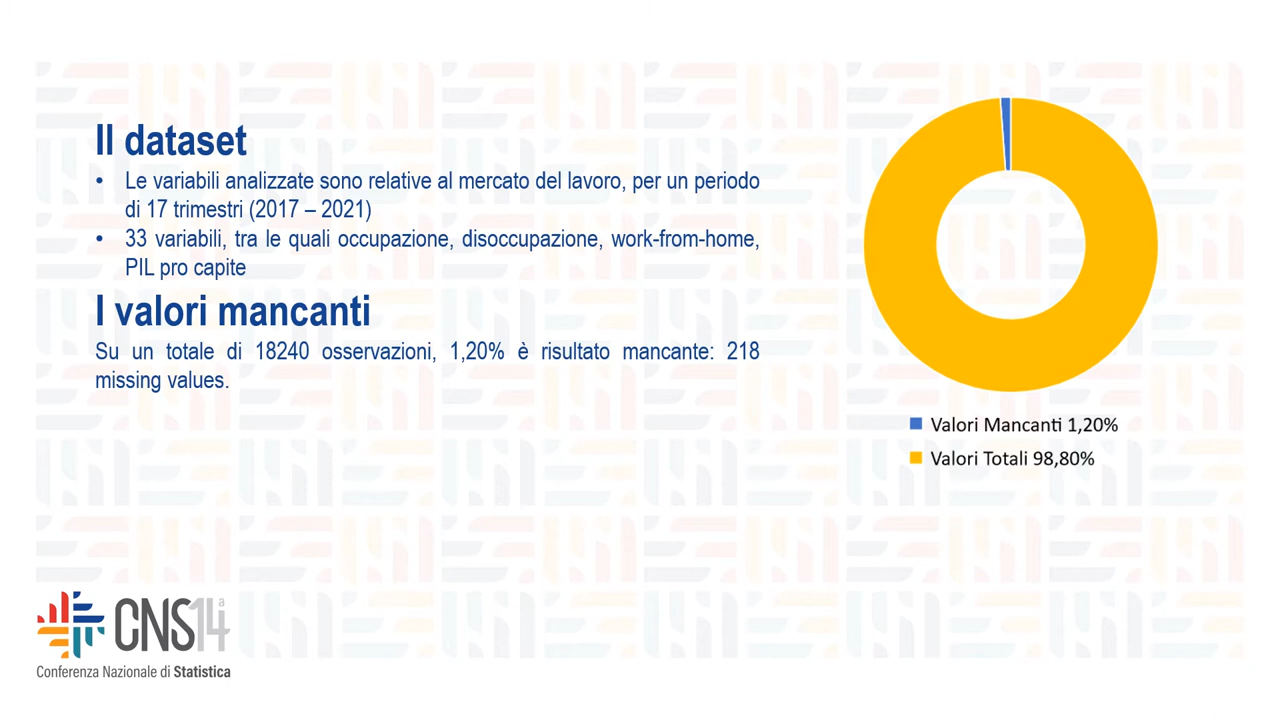 Il dataset
• Le variabili analizzate sono relative al mercato del lavoro, per un periodo
di 17 trimestri (2017 – 2021)
• 33 variabili, tra le quali occupazione, disoccupazione, work-from-home,
PIL pro capite
I valori mancanti
Su un totale di 18240 osservazioni, 1,20% è risultato mancante: 218
missing values.
Valori Mancanti 1,20%
Valori Totali 98,80%
CNS14a
Conferenza Nazionale di Statistica